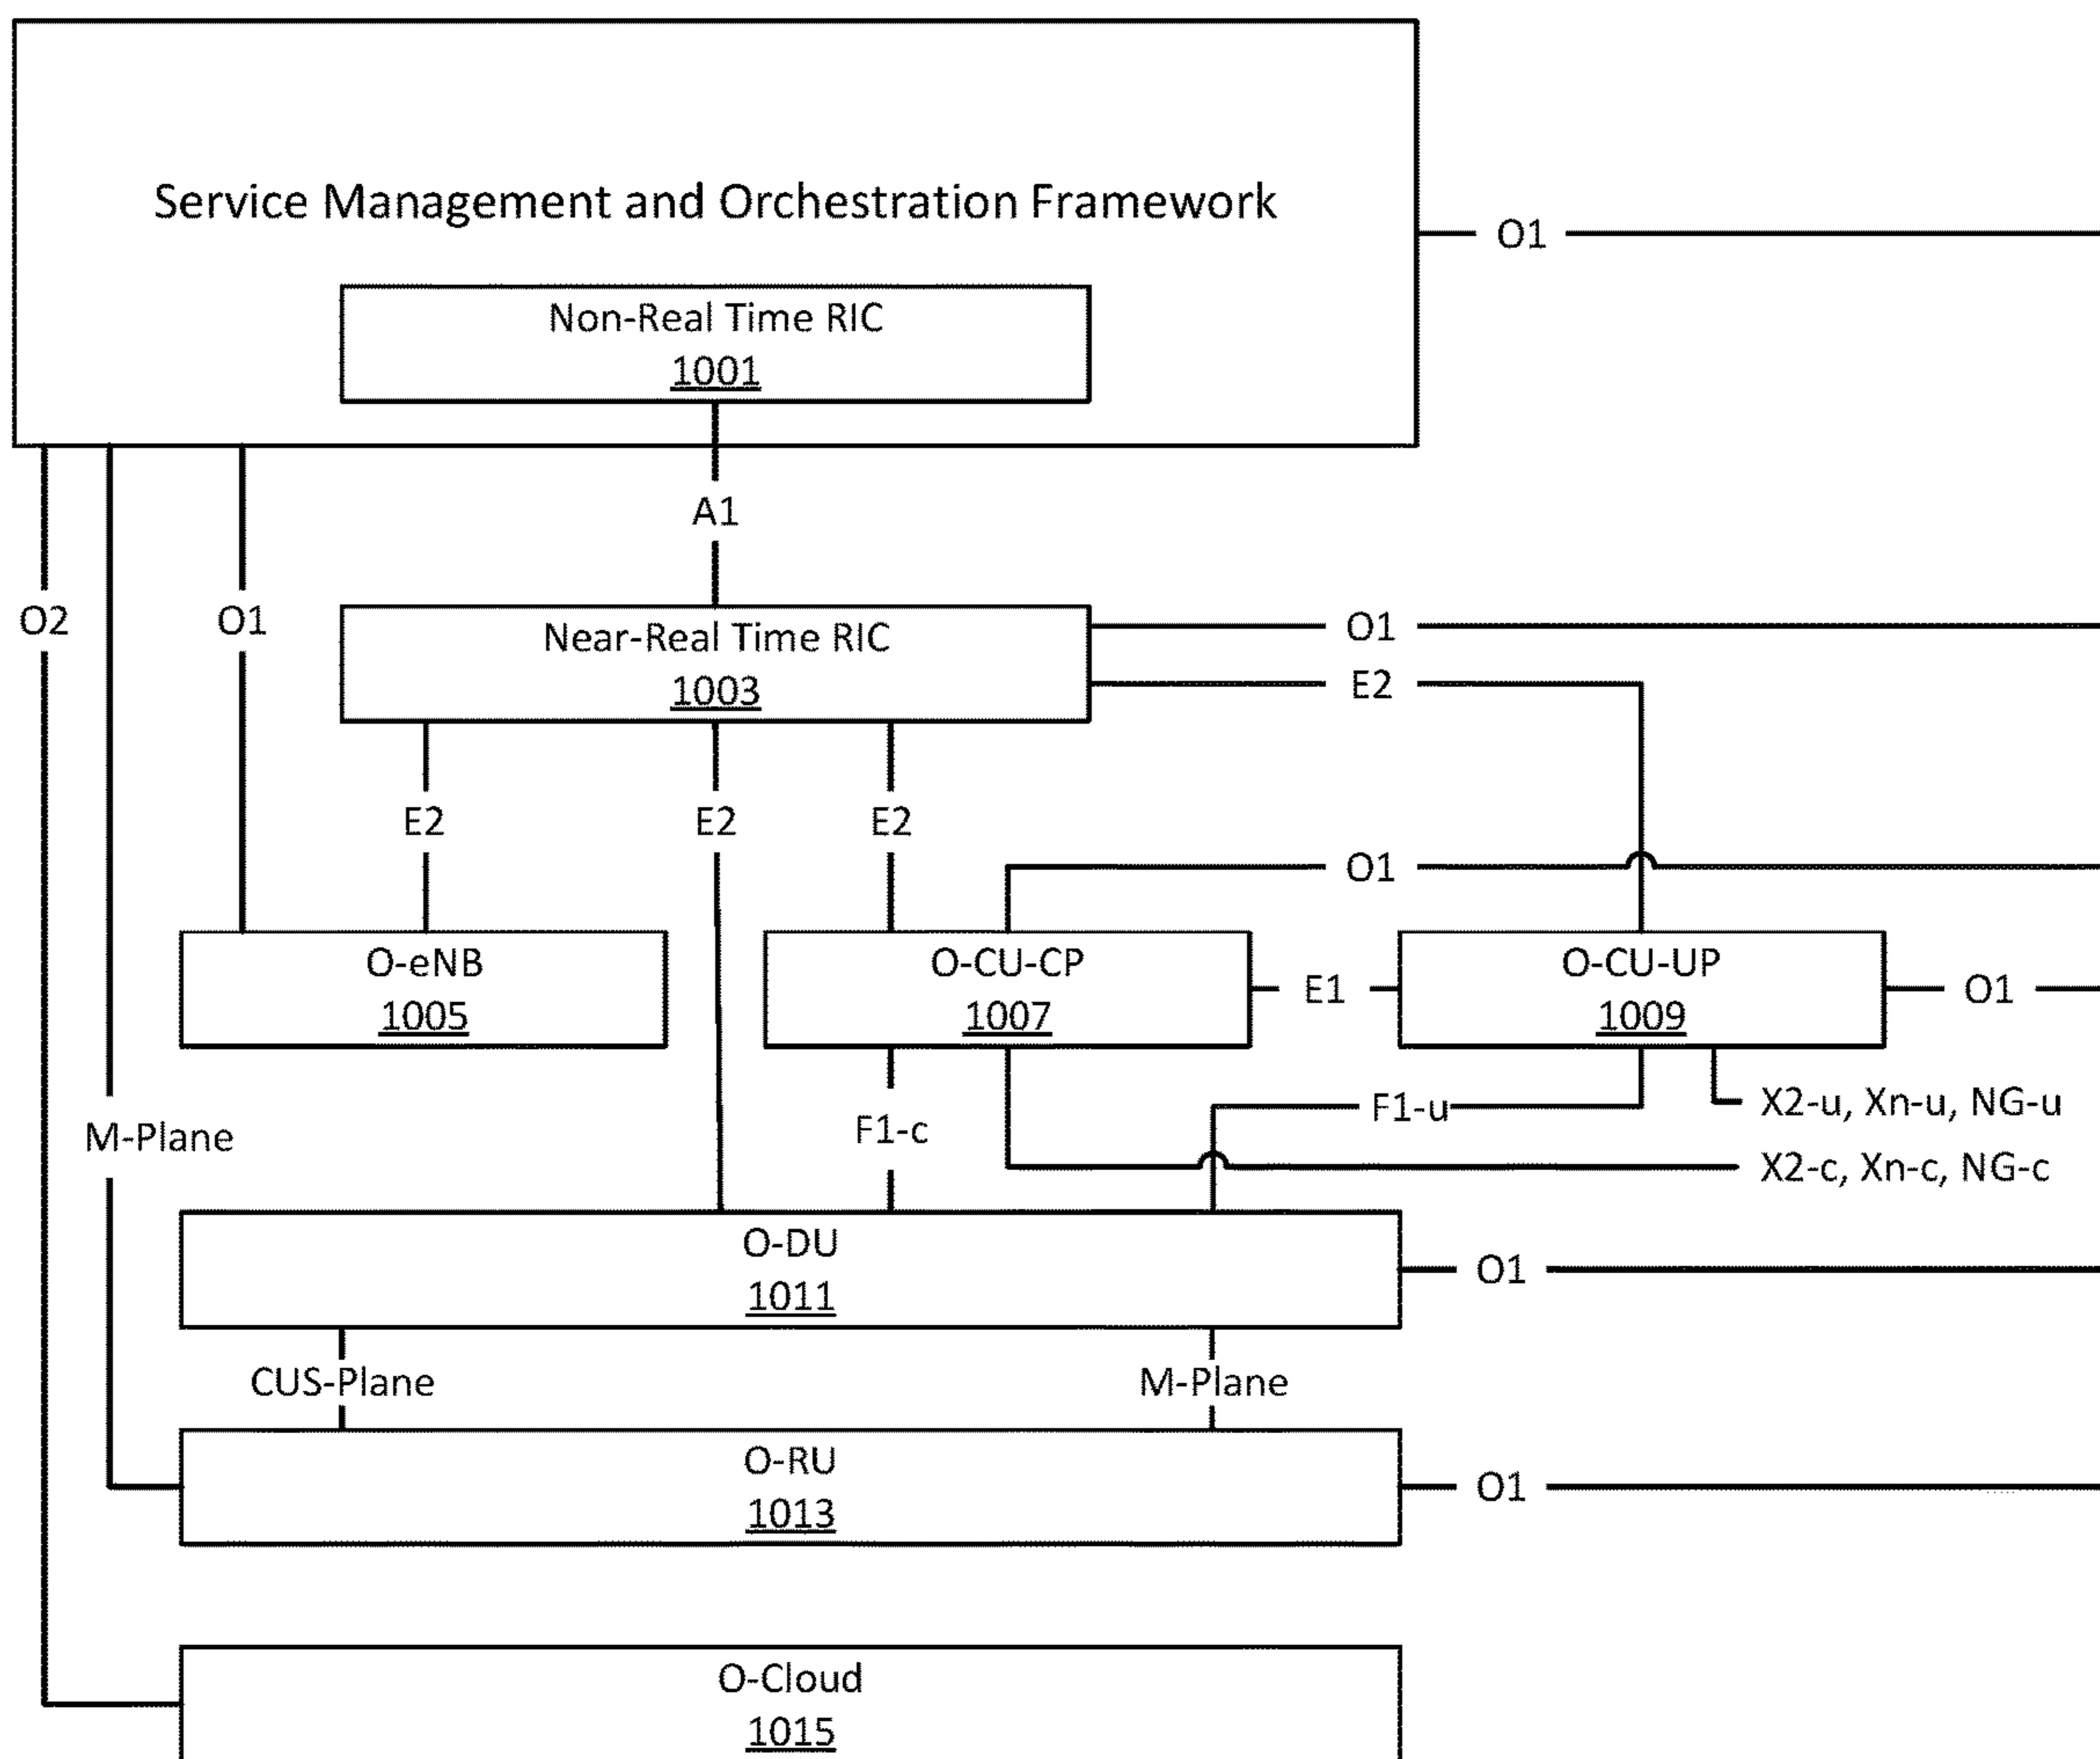 Service Management and Orchestration Framework
O1
Non-Real Time RIC
1001
A1
O2
O1
Near-Real Time RIC
1003
O1
E2
E2
E2
E2
O1
O-eNB
1005
O-CU-CP
1007
E1
O-CU-UP
1009
O1
M-Plane
F1-c
F1-u
X2-u, Xn-u, NG-u
X2-c, Xn-c, NG-c
O-DU
1011
O1
CUS-Plane
M-Plane
O-RU
1013
O1
O-Cloud
1015